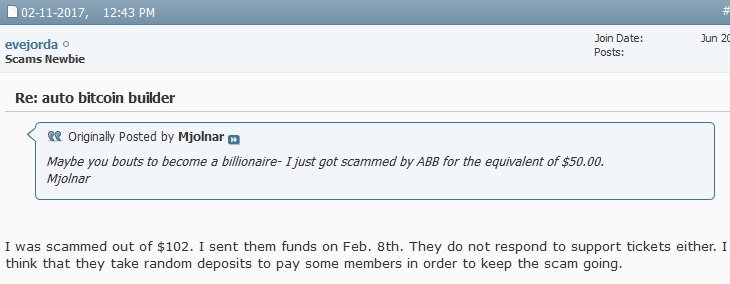 02-11-2017, 12:43 PM #
evejorda
Scams Newbie
Join Date: Jun 20
Posts:
Re: auto bitcoin builder
Originally Posted by Mjolnar
Maybe you bouts to become a billionaire- I just got scammed by ABB for the equivalent of $50.00.
Mjolnar
I was scammed out of $102. I sent them funds on Feb. 8th. They do not respond to support tickets either. I
think that they take random deposits to pay some members in order to keep the scam going.